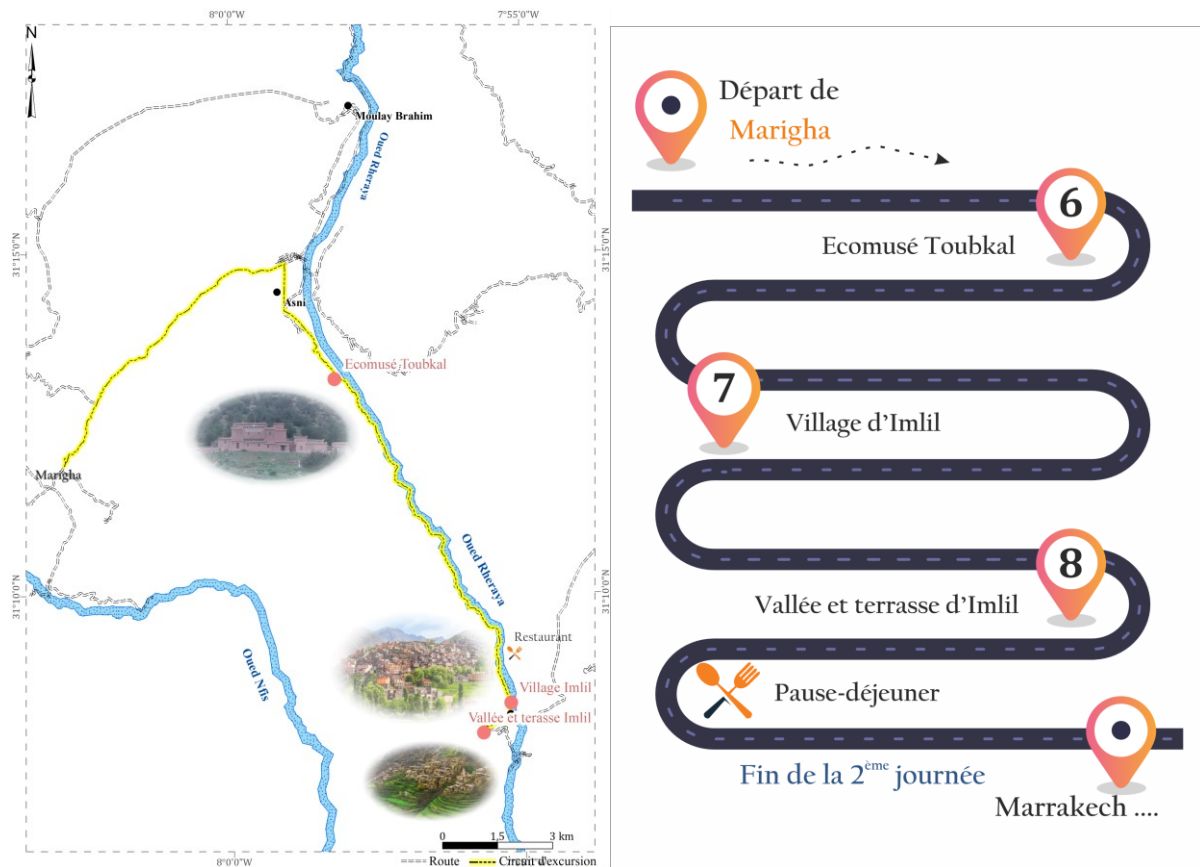 8°0'0"W
7°55'0"W
N
Moulay Brahim
Oued Rheraya
31°15'0"N
31°15'0"N
Asni
Ecomusé Toubkal
Marigha
Oued Rheraya
31°10'0"N
31°10'0"N
Restaurant
Oued Nfis
Village Imlil
Vallée et terasse Imlil
0 1,5 3 km
8°0'0"W
Route Circuit d'excursion
Départ de
Marigha
6
Ecomusé Toubkal
7
Village d'Imlil
8
Vallée et terrasse d'Imlil
Pause-déjeuner
Fin de la 2ème journée
Marrakech ....